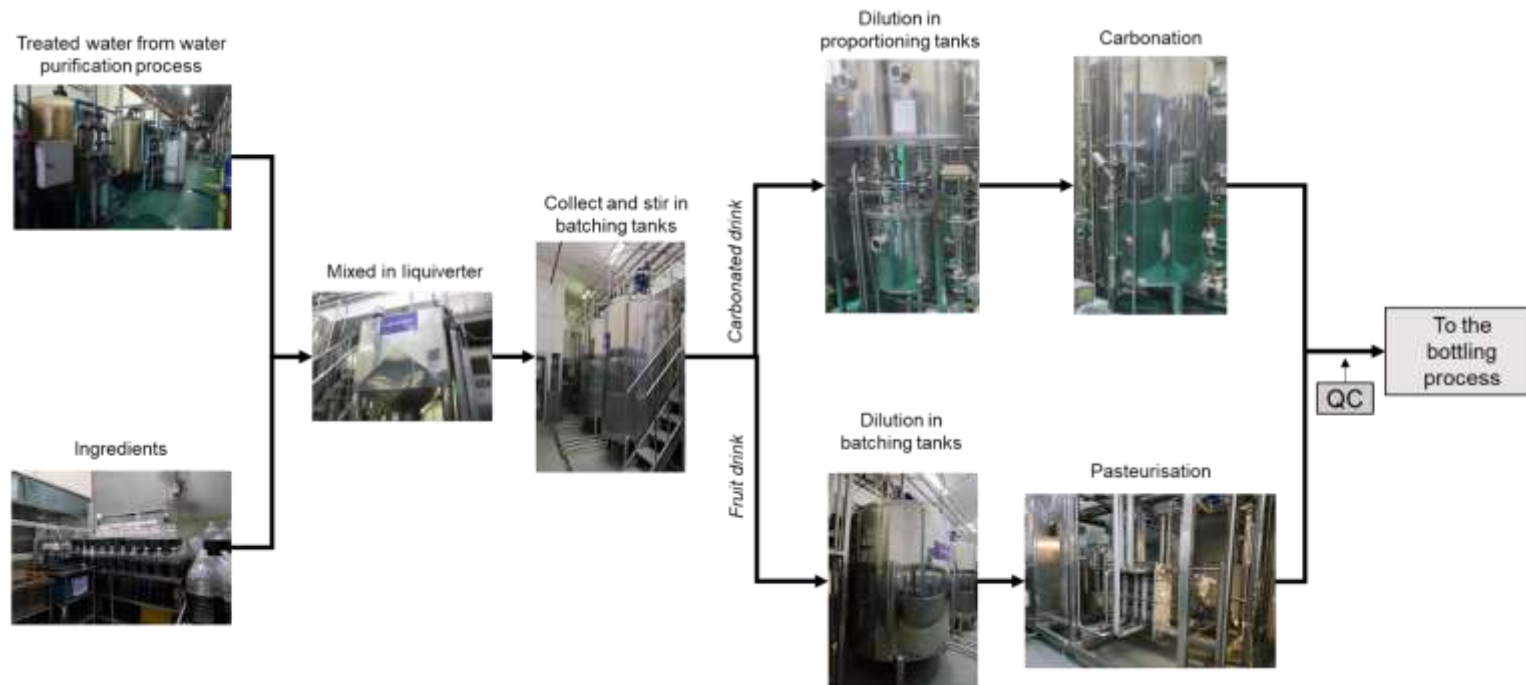 Treated water from water
purification process
Ingredients
Mixed in liquiverter
Collect and stir in
batching tanks
Carbonated drink
Fruit drink
Dilution in
proportioning tanks
Carbonation
Dilution in
batching tanks
Pasteurisation
QC
To the
bottling
process